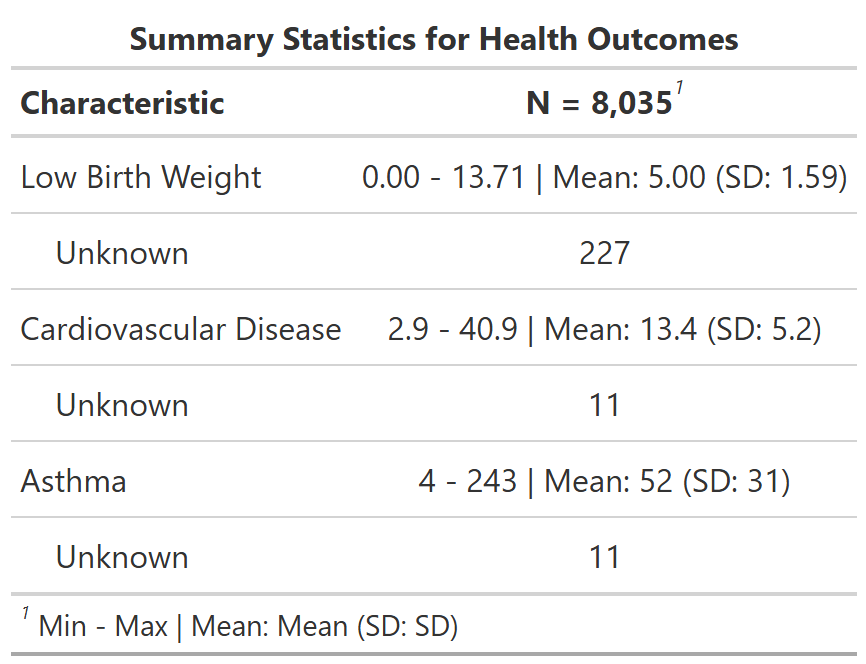 Summary Statistics for Health Outcomes
Characteristic N = 8,035¹
Low Birth Weight 0.00 - 13.71 | Mean: 5.00 (SD: 1.59)
Unknown 227
Cardiovascular Disease 2.9 - 40.9 | Mean: 13.4 (SD: 5.2)
Unknown 11
Asthma 4 - 243 | Mean: 52 (SD: 31)
Unknown 11
¹ Min - Max | Mean: Mean (SD: SD)